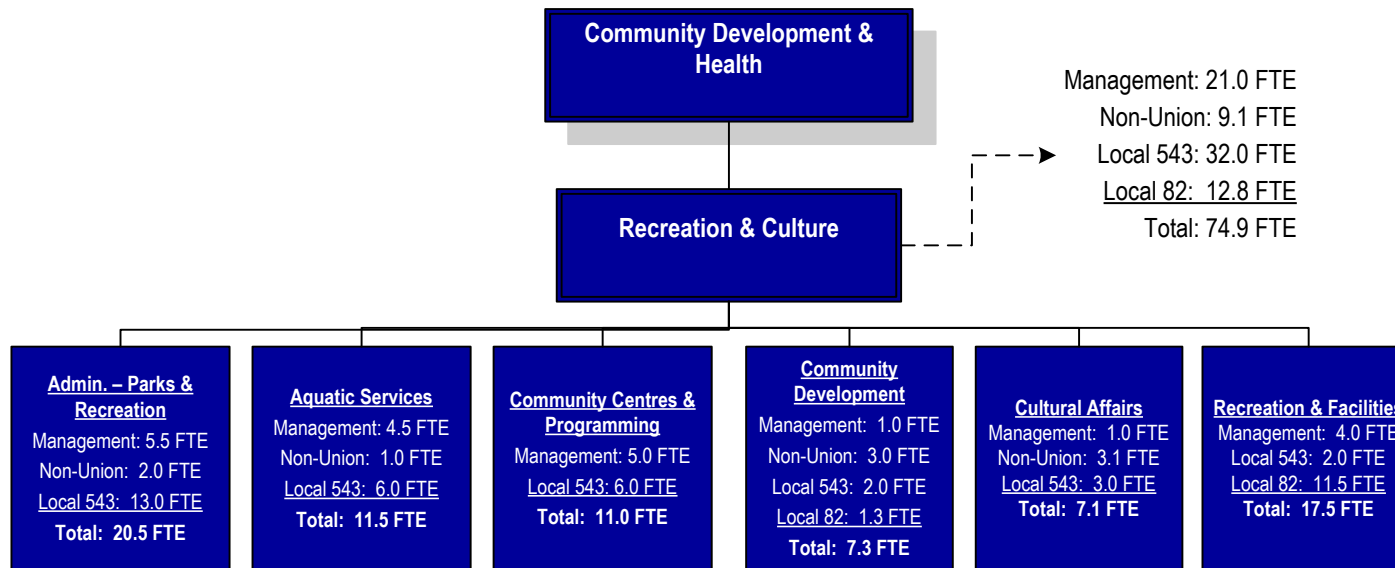 Community Development &
Health
Management: 21.0 FTE
Non-Union: 9.1 FTE
Local 543: 32.0 FTE
Local 82: 12.8 FTE
Total: 74.9 FTE
Recreation & Culture
Admin. – Parks &
Recreation
Management: 5.5 FTE
Non-Union: 2.0 FTE
Local 543: 13.0 FTE
Total: 20.5 FTE
Aquatic Services
Management: 4.5 FTE
Non-Union: 1.0 FTE
Local 543: 6.0 FTE
Total: 11.5 FTE
Community Centres &
Programming
Management: 5.0 FTE
Local 543: 6.0 FTE
Total: 11.0 FTE
Community
Development
Management: 1.0 FTE
Non-Union: 3.0 FTE
Local 543: 2.0 FTE
Local 82: 1.3 FTE
Total: 7.3 FTE
Cultural Affairs
Management: 1.0 FTE
Non-Union: 3.1 FTE
Local 543: 3.0 FTE
Total: 7.1 FTE
Recreation & Facilities
Management: 4.0 FTE
Local 543: 2.0 FTE
Local 82: 11.5 FTE
Total: 17.5 FTE